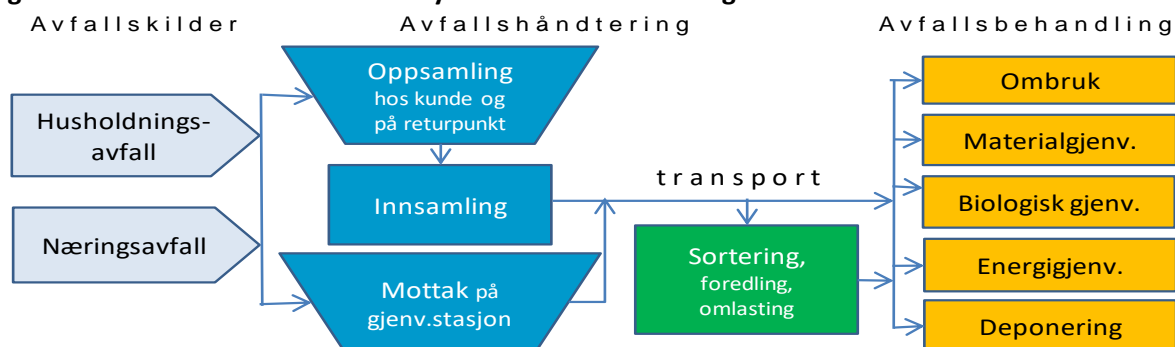 Avfallskilder
Avfallshåndtering
Avfallsbehandling
Husholdnings-
avfall
Næringsavfall
Oppsamling
hos kunde og
på returpunkt
Innsamling
Mottak på
gjenv.stasjon
transport
Sortering,
foredling,
omlasting
Ombruk
Materialgjenv.
Biologisk gjenv.
Energigjenv.
Deponering